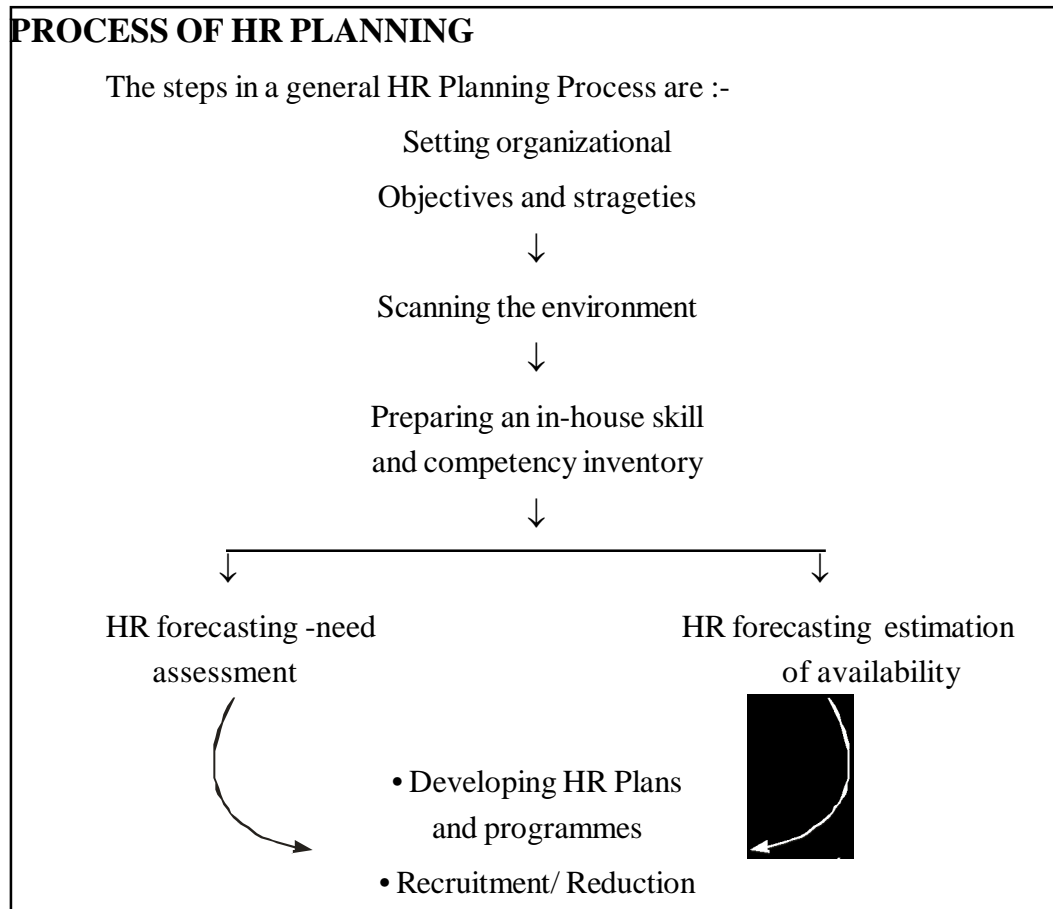 PROCESS OF HR PLANNING
The steps in a general HR Planning Process are :-
Setting organizational
Objectives and strageties
↓
Scanning the environment
↓
Preparing an in-house skill
and competency inventory
↓
↓ ↓
HR forecasting -need
assessment
HR forecasting estimation
of availability
• Developing HR Plans
and programmes
• Recruitment/ Reduction